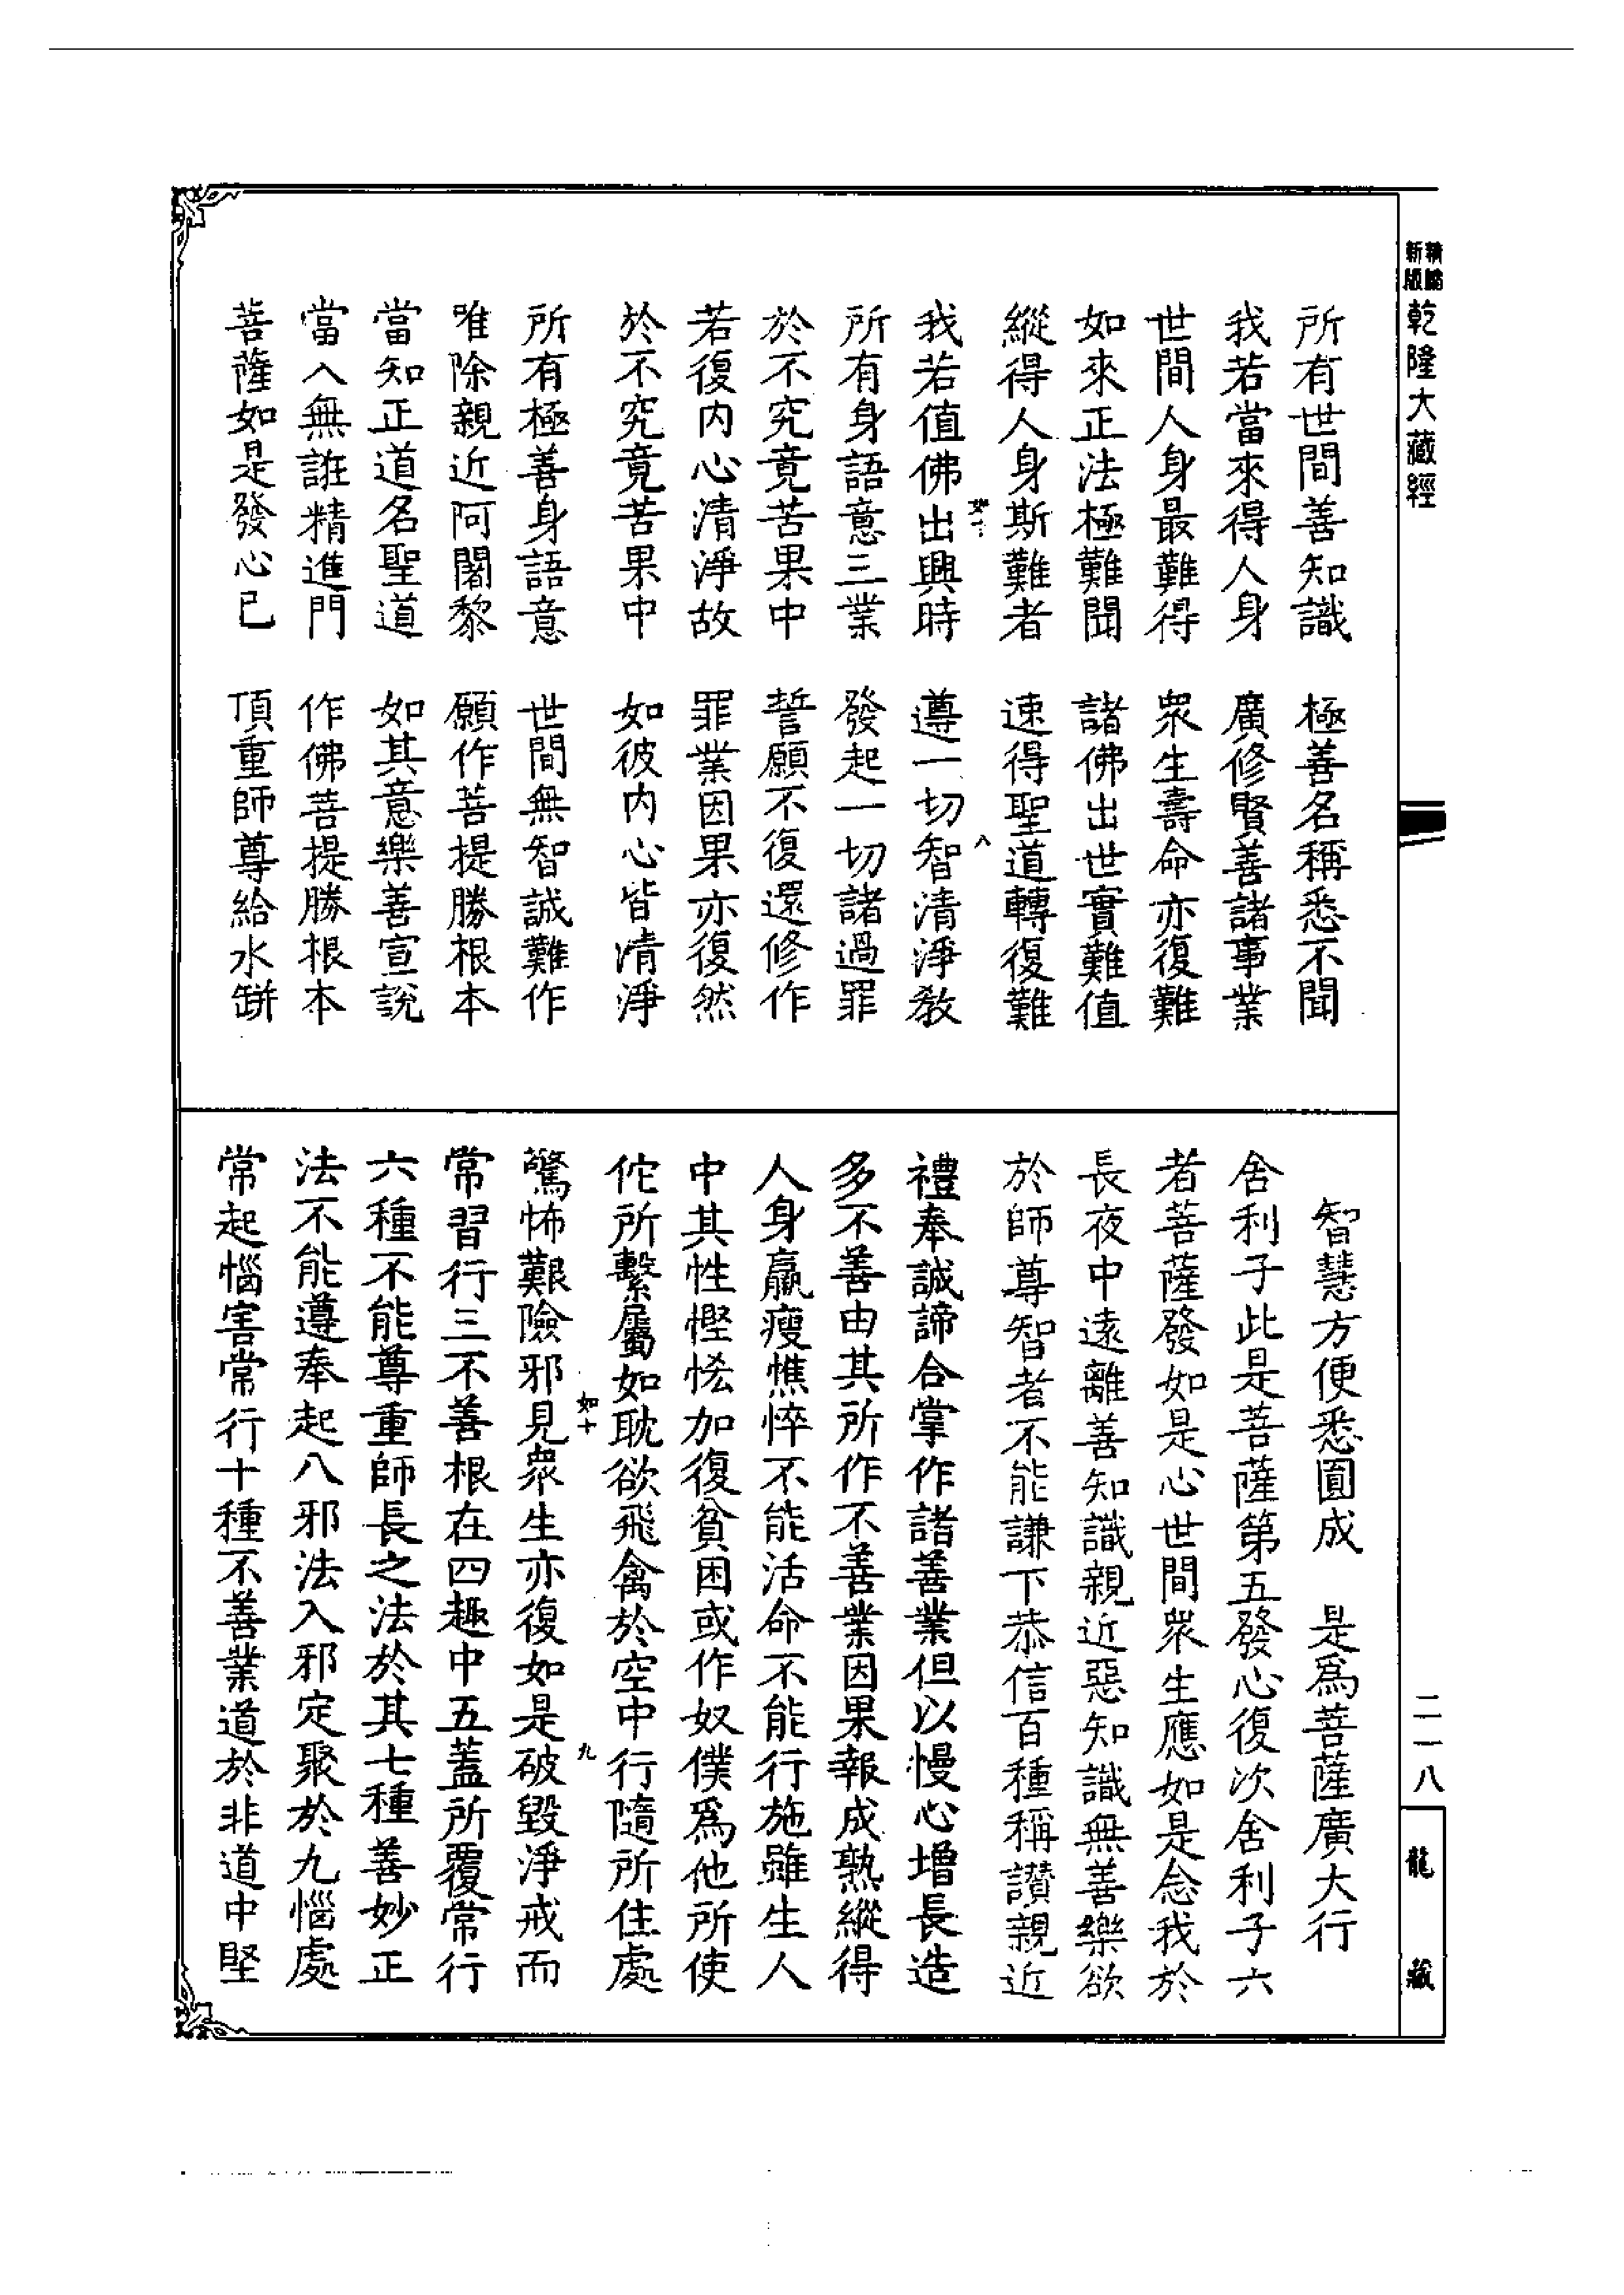 精縮新版乾隆大藏經
所有世間善知識　極善名稱悉不聞
我若當來得人身　廣修賢善諸事業
世間人身最難得　眾生壽命亦復難
如來正法極難聞　諸佛出世實難值
縱得人身斯難者　速得聖道轉復難
如十　八
我若值佛出興時　遵一切智清淨教
所有身語意三業　發起一切諸過罪
於不究竟苦果中　誓願不復還修作
若復內心清淨故　罪業因果亦復然
於不究竟苦果中　如彼內心皆清淨
所有極善身語意　世間無智誠難作
唯除親近阿闍黎　願作菩提勝根本
當知正道名聖道　如其意樂善宣說
當入無誑精進門　作佛菩提勝根本
菩薩如是發心已　頂重師尊給水缾
智慧方便悉圓成　是為菩薩廣大行
舍利子此是菩薩第五發心復次舍利子六
者菩薩發如是心世間眾生應如是念我於
長夜中遠離善知識親近惡知識無善樂欲
於師尊智者不能謙下恭信百種稱讚親近
禮奉誠諦合掌作諸善業但以慢心增長造
多不善由其所作不善業因果報成熟縱得
人身羸瘦憔悴不能活命不能行施雖生人
中其性慳悋加復貧困或作奴僕為他所使
佗所繫屬如耽欲飛禽於空中行隨所住處
如十　九
驚怖艱險邪見眾生亦復如是破毀淨戒而
常習行三不善根在四趣中五蓋所覆常行
六種不能尊重師長之法於其七種善妙正
法不能遵奉起八邪法入邪定聚於九惱處
常起惱害常行十種不善業道於非道中堅
二一八
龍藏